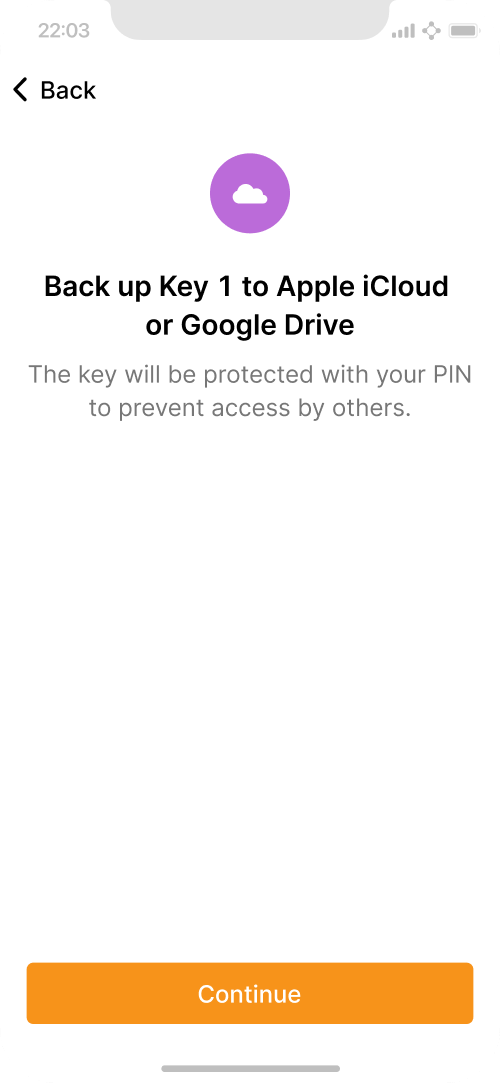 22:03
Back
Back up Key 1 to Apple iCloud
or Google Drive
The key will be protected with your PIN
to prevent access by others.
Continue